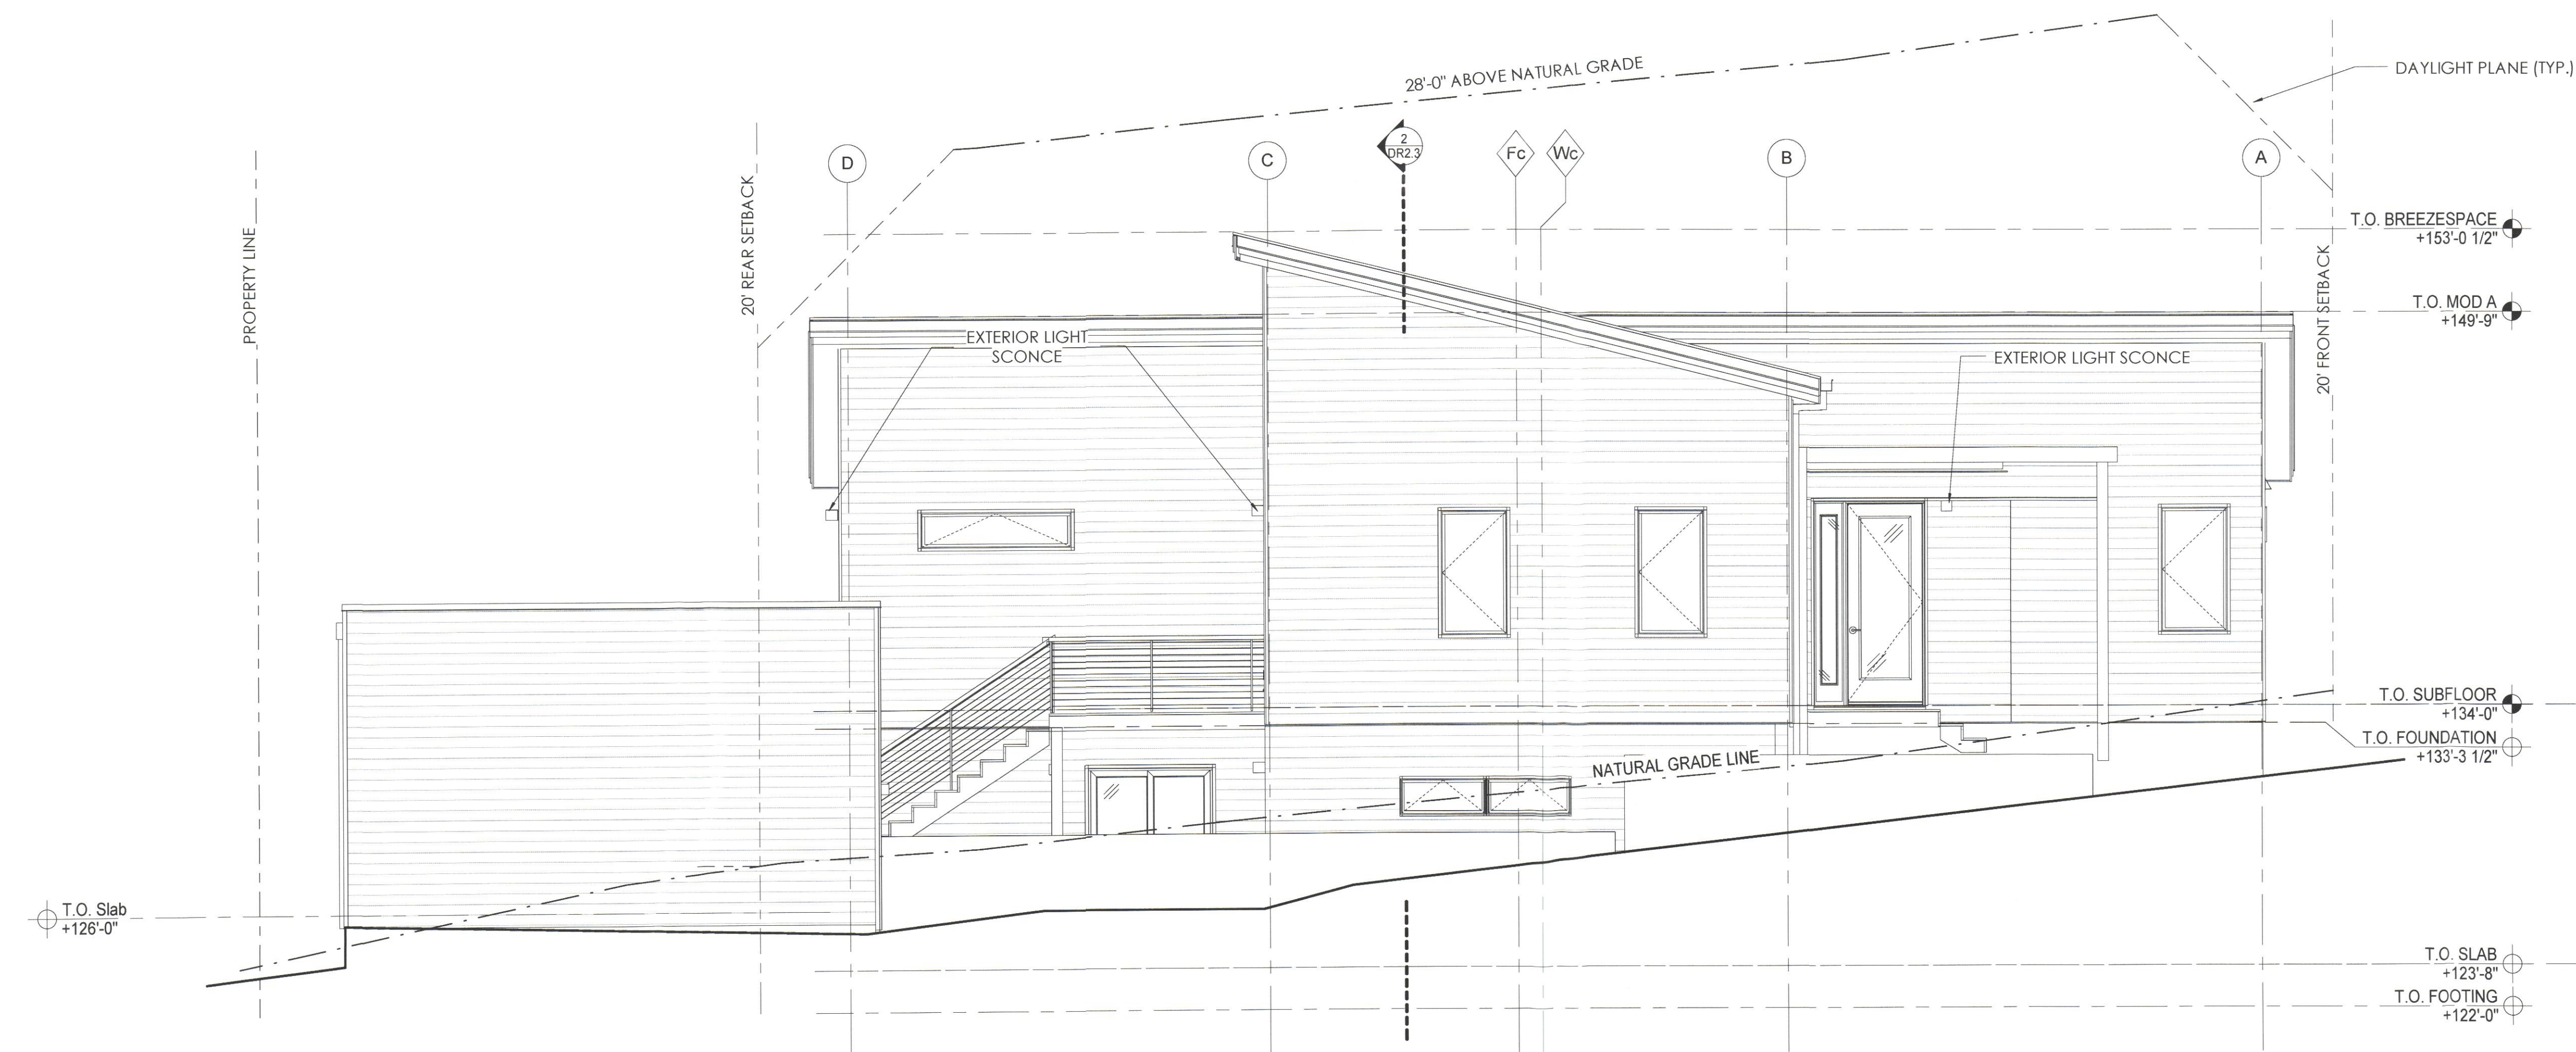 28'-0" ABOVE NATURAL GRADE
DAYLIGHT PLANE (TYP.)
D
C
2
DR2.3
Fc
Wc
B
A
PROPERTY LINE
20' REAR SETBACK
20' FRONT SETBACK
T.O. BREEZESPACE
+153'-0 1/2"
T.O. MOD A
+149'-9"
EXTERIOR LIGHT
SCONCE
EXTERIOR LIGHT SCONCE
T.O. SUBFLOOR
+134'-0"
T.O. FOUNDATION
+133'-3 1/2"
NATURAL GRADE LINE
T.O. Slab
+126'-0"
T.O. SLAB
+123'-8"
T.O. FOOTING
+122'-0"